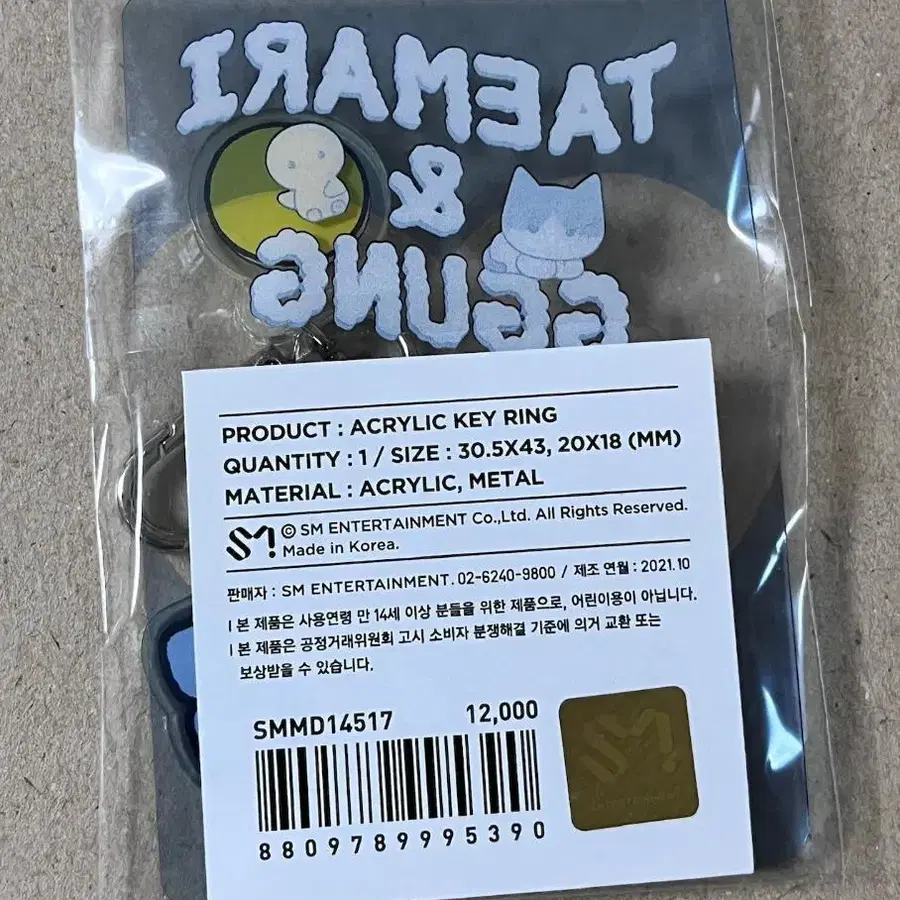 TAEMARI
&
GGUNG
PRODUCT : ACRYLIC KEY RING
QUANTITY : 1 / SIZE : 30.5X43, 20X18 (MM)
MATERIAL : ACRYLIC, METAL
SM! © SM ENTERTAINMENT Co.,Ltd. All Rights Reserved.
Made in Korea.
판매자 : SM ENTERTAINMENT. 02-6240-9800 / 제조 연월 : 2021.10
| 본 제품은 사용연령 만 14세 이상 분들을 위한 제품으로, 어린이용이 아닙니다.
| 본 제품은 공정거래위원회 고시 소비자 분쟁해결 기준에 의거 교환 또는
보상받을 수 있습니다.
SMMD14517 12,000
8809789995390
SM!
ENTERTAINMENT